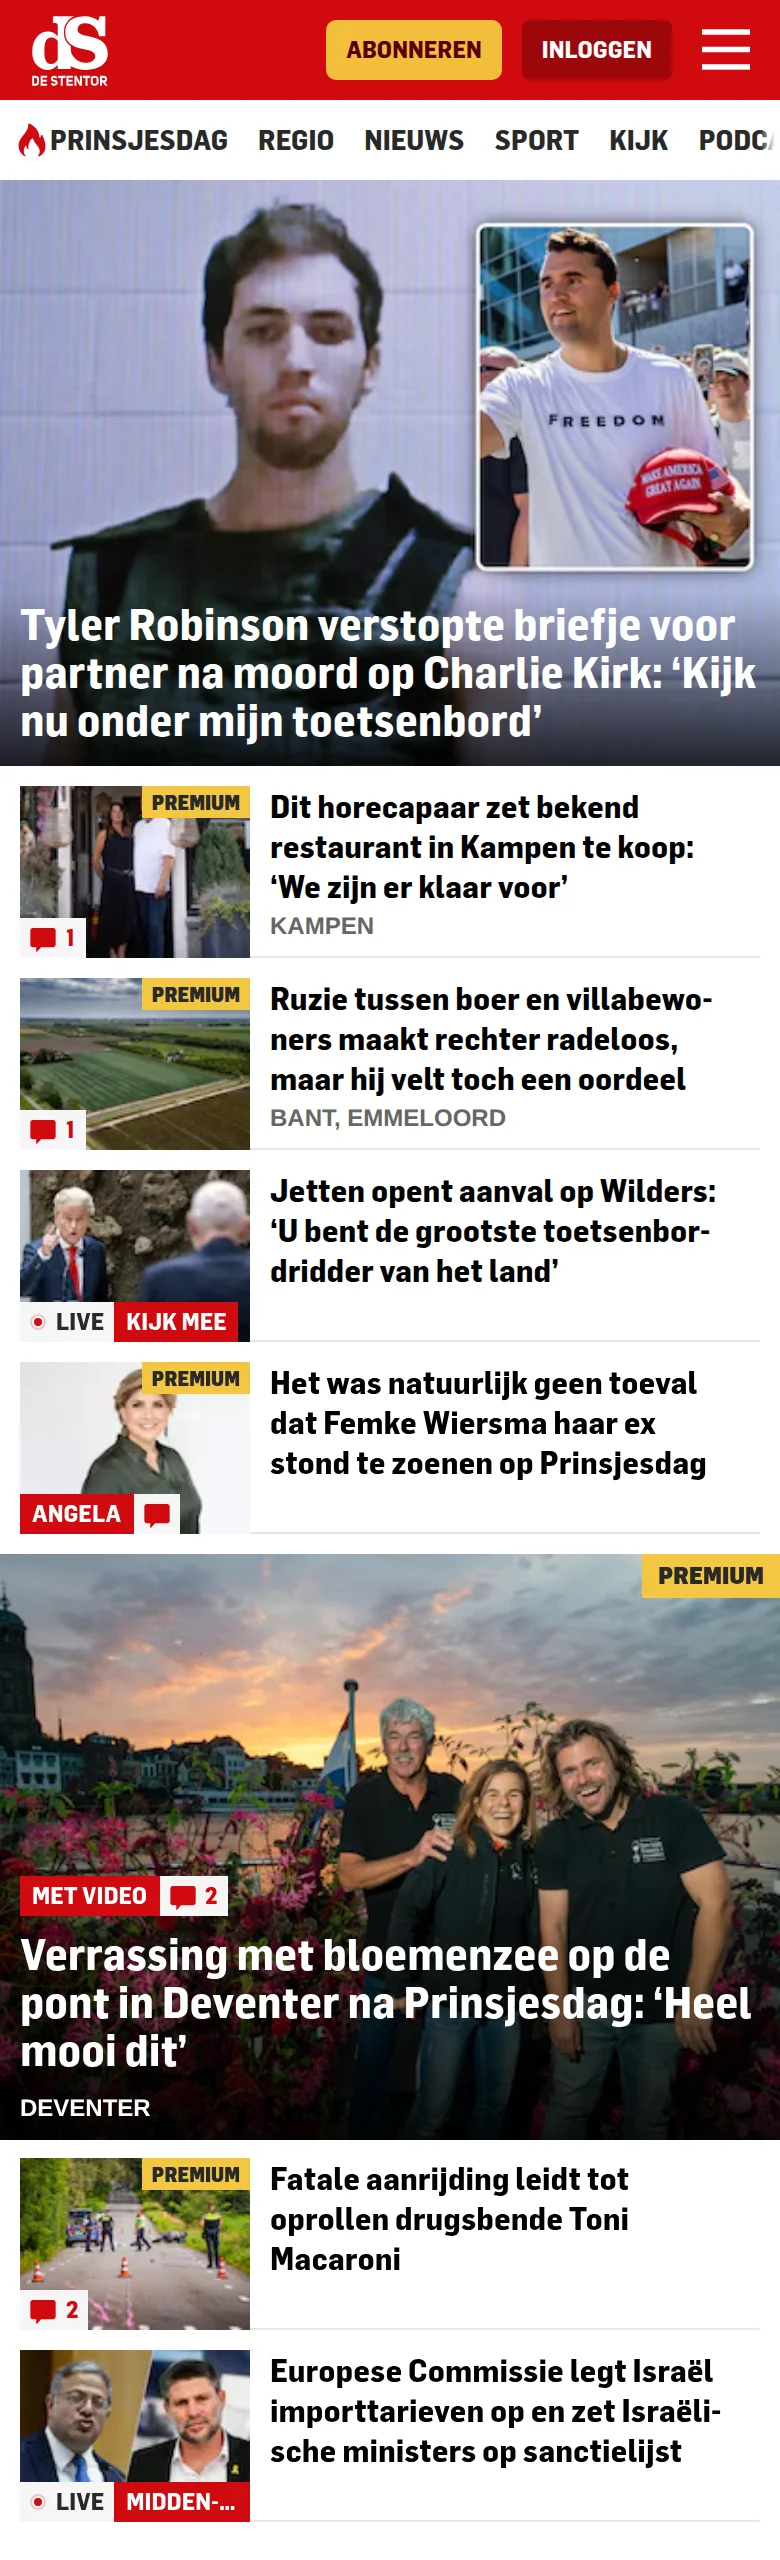 dS
DE STENTOR
ABONNEREN
INLOGGEN
PRINSJESDAG REGIO NIEUWS SPORT KIJK PODCA
FREEDOM
MAKE AMERICA
GREAT AGAIN
Tyler Robinson verstopte briefje voor
partner na moord op Charlie Kirk: ‘Kijk
nu onder mijn toetsenbord’
PREMIUM
1
Dit horecapaar zet bekend
restaurant in Kampen te koop:
‘We zijn er klaar voor’
KAMPEN
PREMIUM
1
Ruzie tussen boer en villabewo-
ners maakt rechter radeloos,
maar hij velt toch een oordeel
BANT, EMMELOORD
LIVE KIJK MEE
Jetten opent aanval op Wilders:
‘U bent de grootste toetsenbor-
dridder van het land’
PREMIUM
ANGELA
Het was natuurlijk geen toeval
dat Femke Wiersma haar ex
stond te zoenen op Prinsjesdag
PREMIUM
MET VIDEO 2
Verrassing met bloemenzee op de
pont in Deventer na Prinsjesdag: ‘Heel
mooi dit’
DEVENTER
PREMIUM
2
Fatale aanrijding leidt tot
oprollen drugsbende Toni
Macaroni
LIVE MIDDEN-...
Europese Commissie legt Israël
importtarieven op en zet Israëli-
sche ministers op sanctielijst